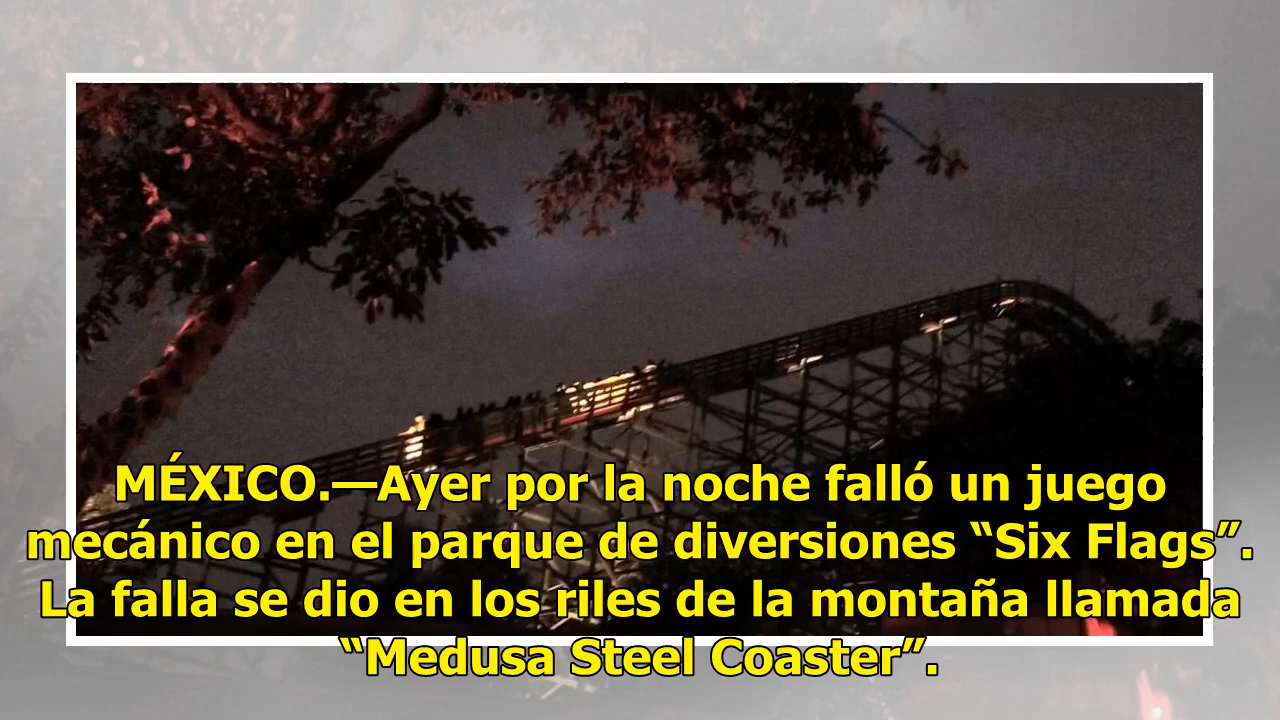 MÉXICO.—Ayer por la noche falló un juego
mecánico en el parque de diversiones “Six Flags”.
La falla se dio en los riles de la montaña llamada
“Medusa Steel Coaster”.